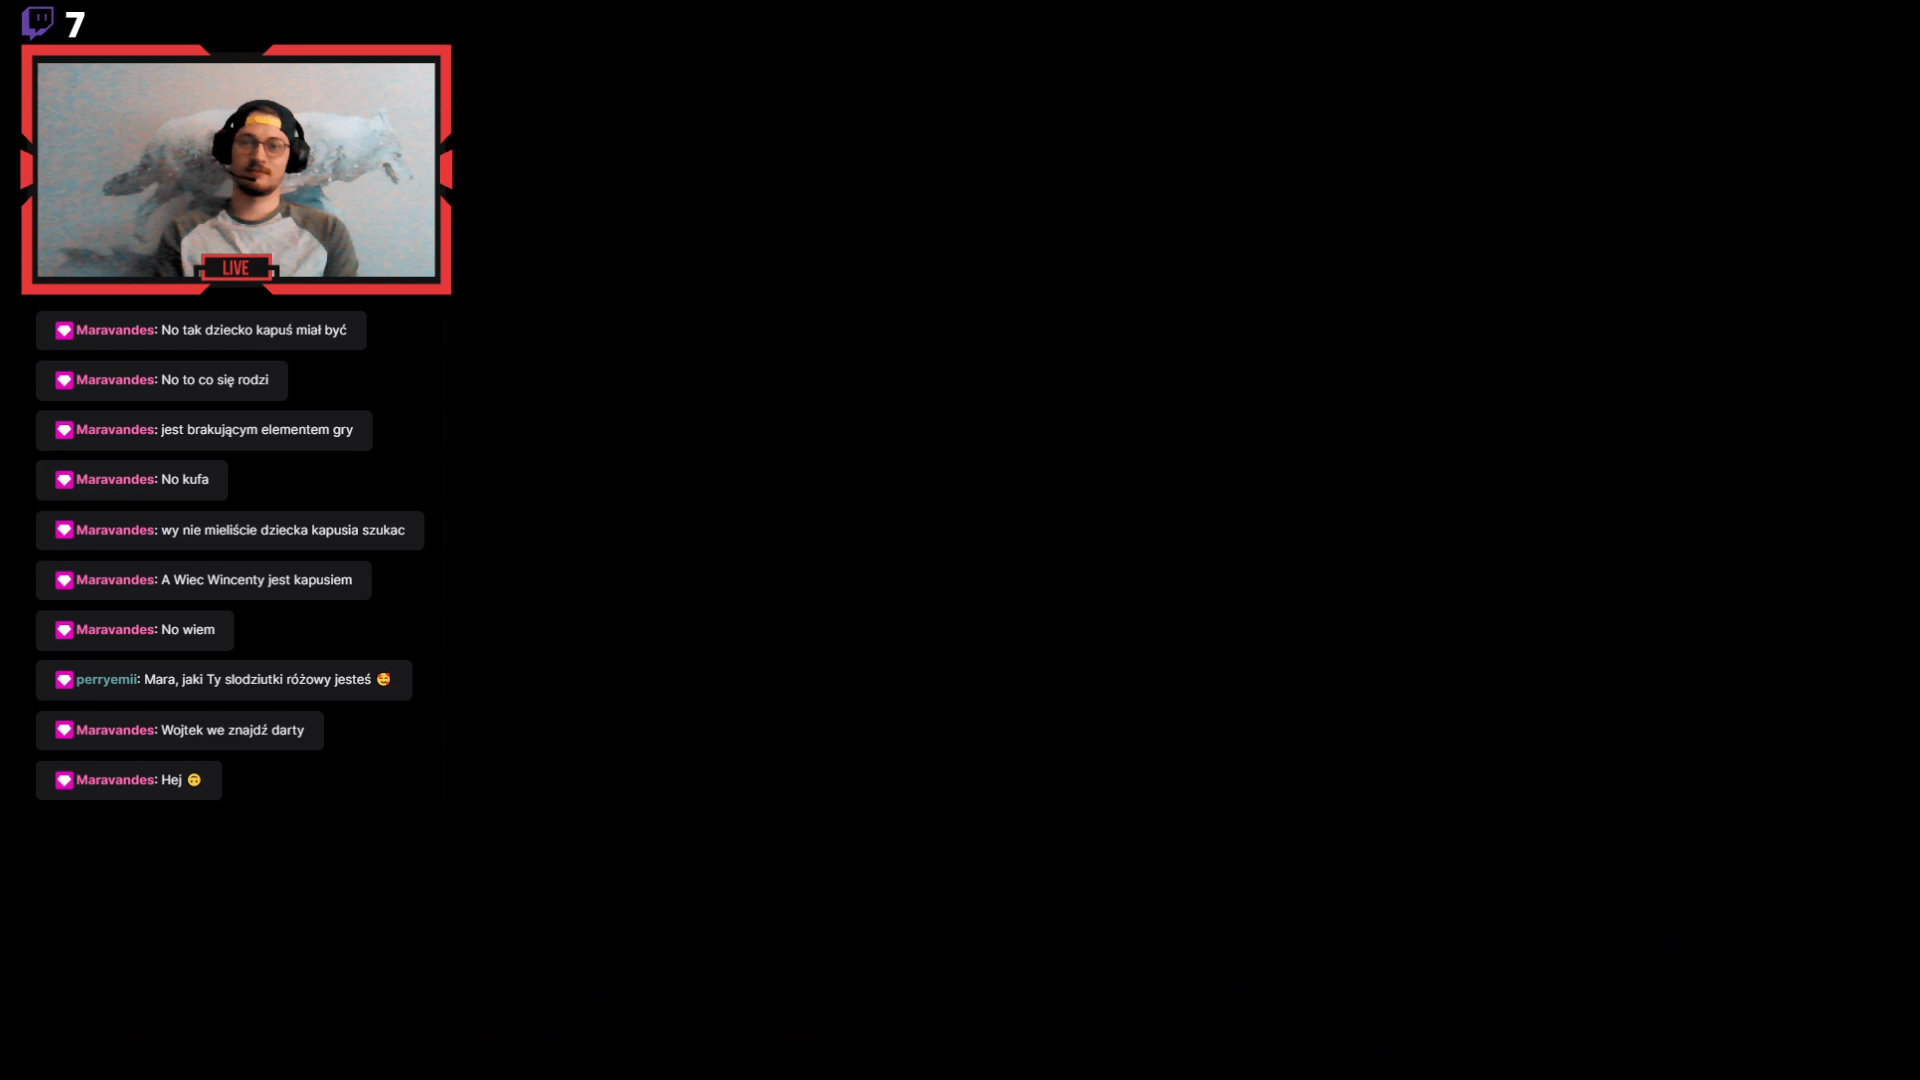 7
LIVE
Maravandes: No tak dziecko kapuś miał być
Maravandes: No to co się rodzi
Maravandes: jest brakującym elementem gry
Maravandes: No kufa
Maravandes: wy nie mieliście dziecka kapusia szukac
Maravandes: A Wiec Wincenty jest kapusiem
Maravandes: No wiem
perryemii: Mara, jaki Ty slodziutki różowy jesteś 🥰
Maravandes: Wojtek we znajdź darty
Maravandes: Hej 🙃